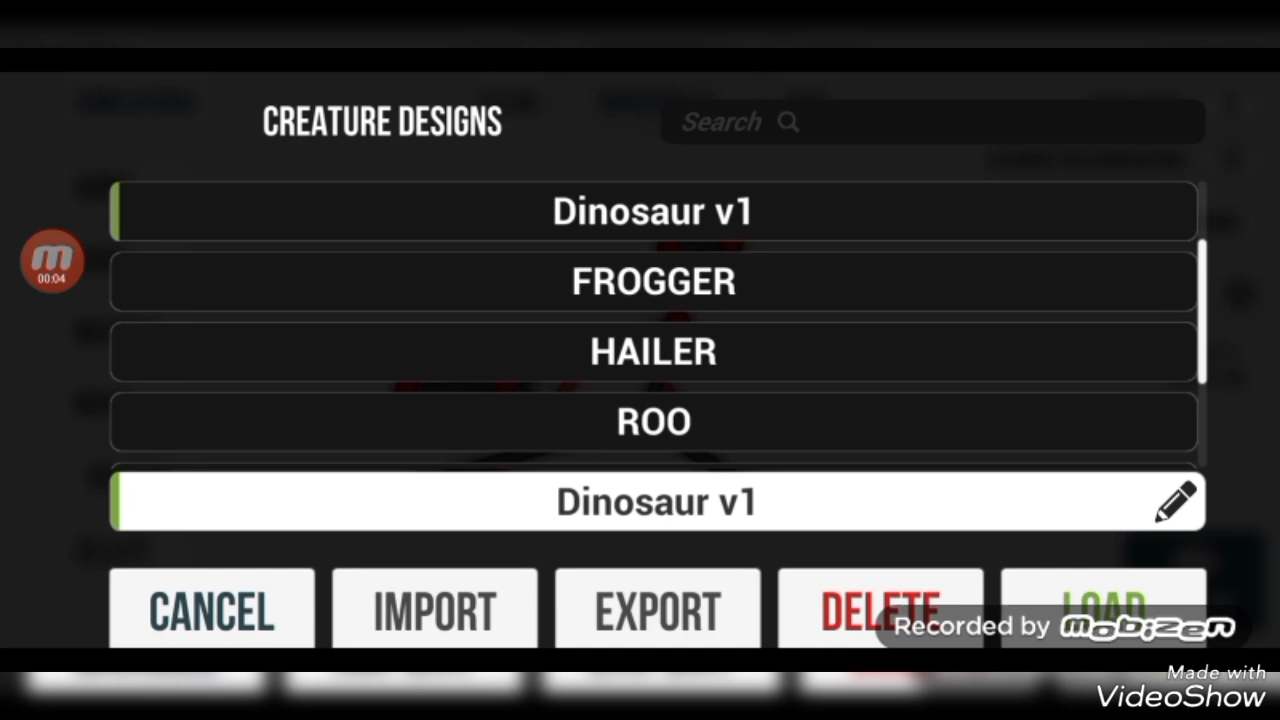 CREATURE DESIGNS
Search
Dinosaur v1
FROGGER
HAILER
ROO
Dinosaur v1
CANCEL
IMPORT
EXPORT
DELETE
LOAD
m
00:04
Recorded by mobizen
Made with
VideoShow